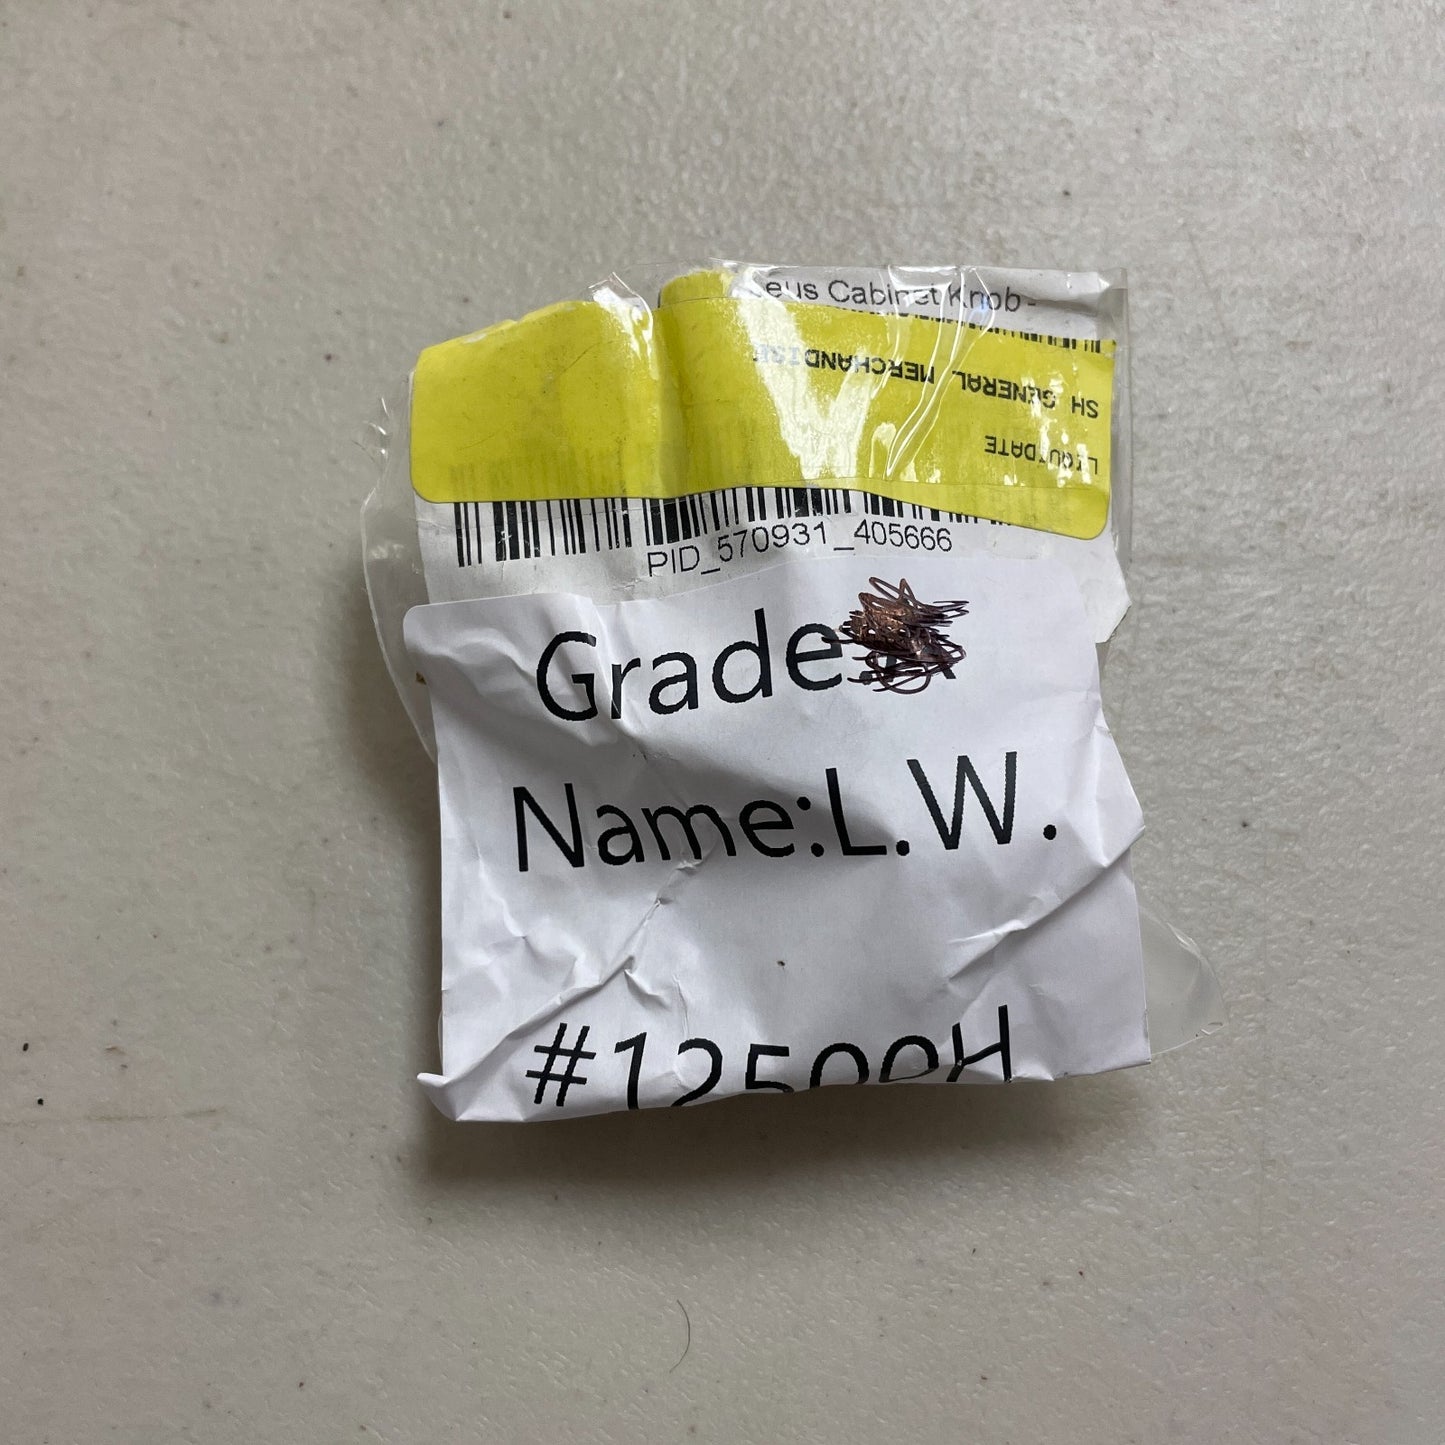 Cabinet Knob -
SH GENERAL MERCHANDISE
LIQUIDATE
PID_570931_405666
Grade
Name:L.W.